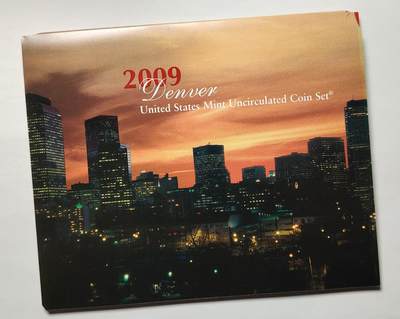 2009
Denver
United States Mint Uncirculated Coin Set®